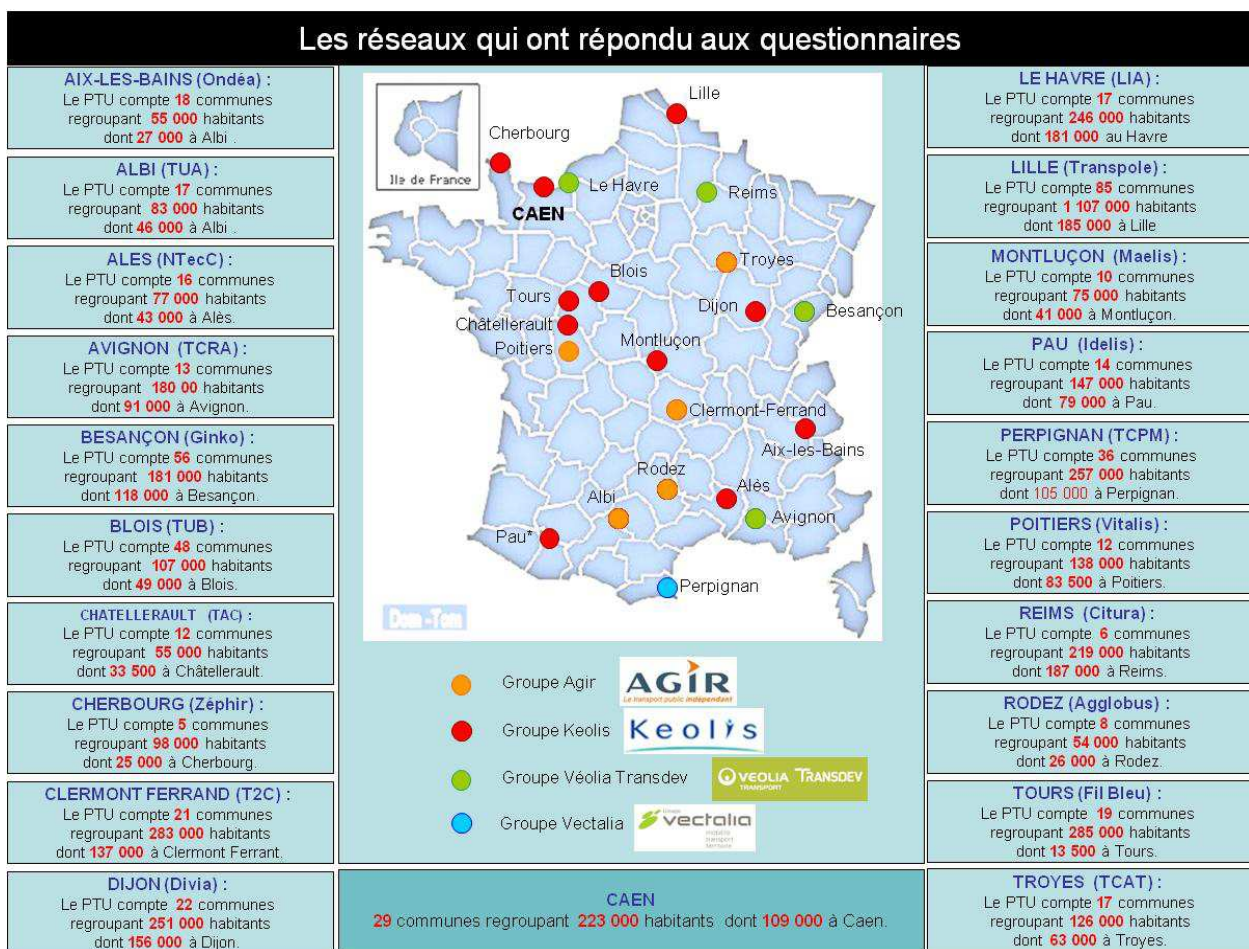 Les réseaux qui ont répondu aux questionnaires
AIX-LES-BAINS (Ondéa) :
Le PTU compte 18 communes
regroupant 55 000 habitants
dont 27 000 à Albi .
ALBI (TUA) :
Le PTU compte 17 communes
regroupant 83 000 habitants
dont 46 000 à Albi .
ALES (NTecC) :
Le PTU compte 16 communes
regroupant 77 000 habitants
dont 43 000 à Alès.
AVIGNON (TCRA) :
Le PTU compte 13 communes
regroupant 180 00 habitants
dont 91 000 à Avignon.
BESANÇON (Ginko) :
Le PTU compte 56 communes
regroupant 181 000 habitants
dont 118 000 à Besançon.
BLOIS (TUB) :
Le PTU compte 48 communes
regroupant 107 000 habitants
dont 49 000 à Blois.
CHATELLERAULT (TAC) :
Le PTU compte 12 communes
regroupant 55 000 habitants
dont 33 500 à Châtellerault.
CHERBOURG (Zéphir) :
Le PTU compte 5 communes
regroupant 98 000 habitants
dont 25 000 à Cherbourg.
CLERMONT FERRAND (T2C) :
Le PTU compte 21 communes
regroupant 283 000 habitants
dont 137 000 à Clermont Ferrant.
DIJON (Divia) :
Le PTU compte 22 communes
regroupant 251 000 habitants
dont 156 000 à Dijon.
Ile de France
Lille
Cherbourg
Le Havre
Reims
CAEN
Troyes
Blois
Tours
Dijon
Besançon
Châtellerault
Poitiers
Montluçon
Clermont-Ferrand
Aix-les-Bains
Rodez
Alès
Albi
Avignon
Pau*
Perpignan
Dom-Tom
Groupe Agir
AGIR
Le transport public indépendant
Groupe Keolis
Keolis
Groupe Véolia Transdev
VEOLIA TRANSDEV
TRANSPORT
Groupe Vectalia
Groupe
vectalia
mobilité
transport
territoire
CAEN
29 communes regroupant 223 000 habitants dont 109 000 à Caen.
LE HAVRE (LIA) :
Le PTU compte 17 communes
regroupant 246 000 habitants
dont 181 000 au Havre
LILLE (Transpole) :
Le PTU compte 85 communes
regroupant 1 107 000 habitants
dont 185 000 à Lille
MONTLUÇON (Maelis) :
Le PTU compte 10 communes
regroupant 75 000 habitants
dont 41 000 à Montluçon.
PAU (Idelis) :
Le PTU compte 14 communes
regroupant 147 000 habitants
dont 79 000 à Pau.
PERPIGNAN (TCPM) :
Le PTU compte 36 communes
regroupant 257 000 habitants
dont 105 000 à Perpignan.
POITIERS (Vitalis) :
Le PTU compte 12 communes
regroupant 138 000 habitants
dont 83 500 à Poitiers.
REIMS (Citura) :
Le PTU compte 6 communes
regroupant 219 000 habitants
dont 187 000 à Reims.
RODEZ (Agglobus) :
Le PTU compte 8 communes
regroupant 54 000 habitants
dont 26 000 à Rodez.
TOURS (Fil Bleu) :
Le PTU compte 19 communes
regroupant 285 000 habitants
dont 13 500 à Tours.
TROYES (TCAT) :
Le PTU compte 17 communes
regroupant 126 000 habitants
dont 63 000 à Troyes.